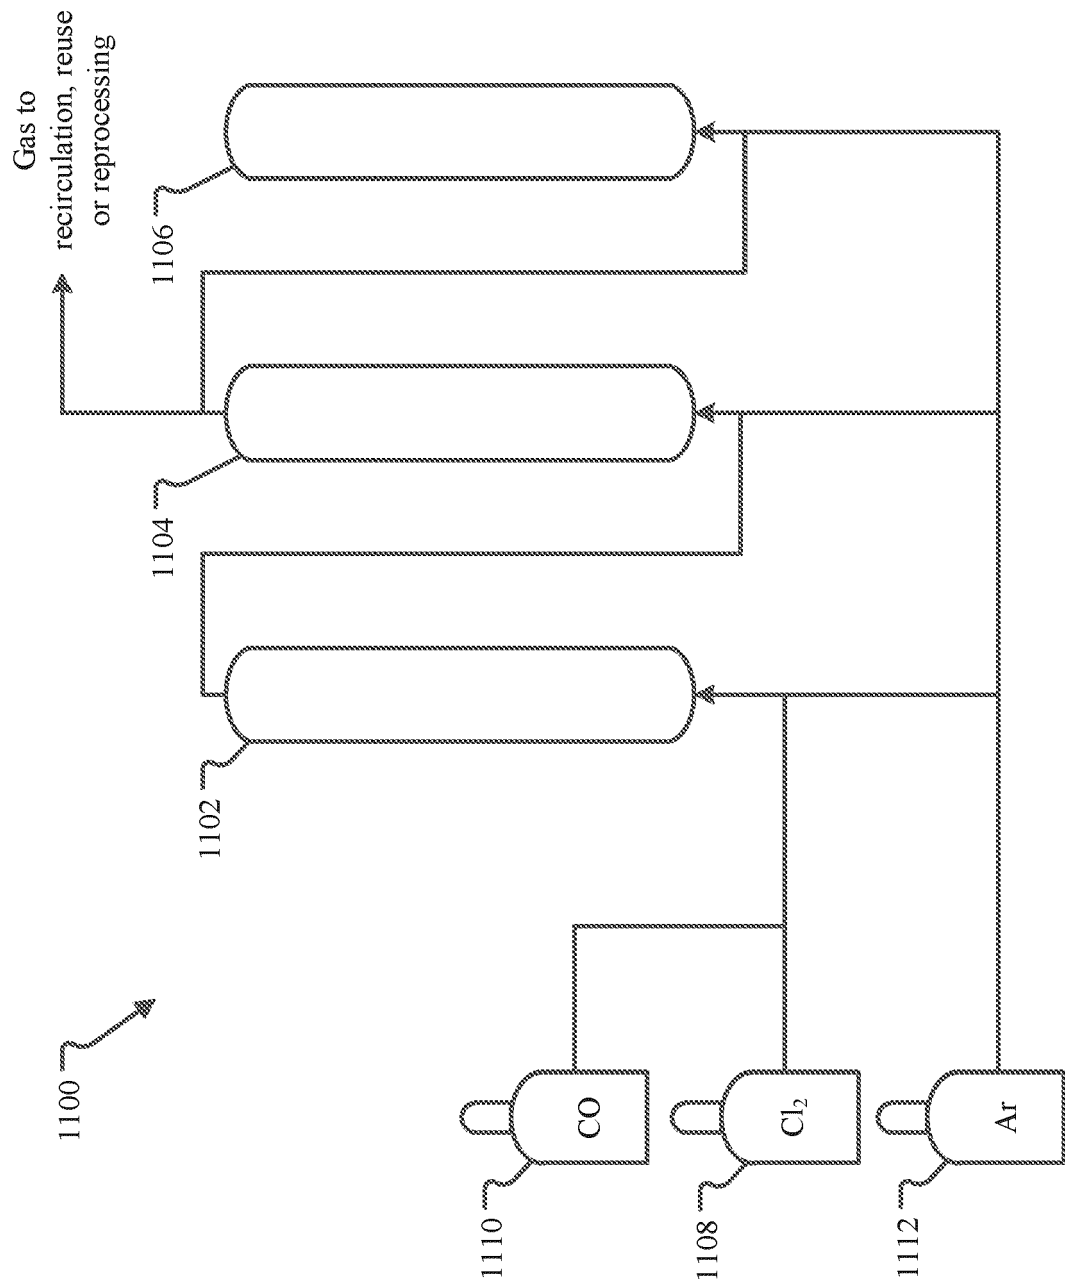 Gas to
recirculation, reuse
or reprocessing
1106
1104
1102
1100
CO
1110
Cl₂
1108
Ar
1112